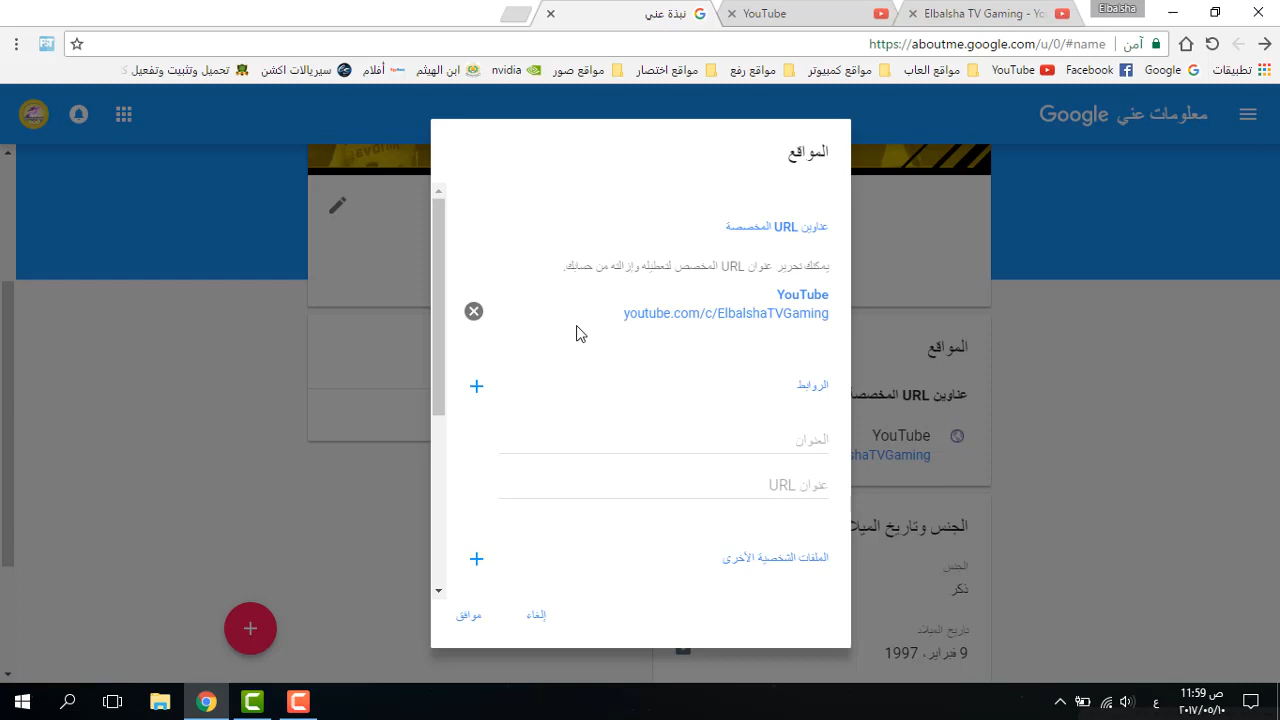 Elbalsha
Elbasha TV Gaming - Yo
YouTube
نبذة عني
https://aboutme.google.com/u/0/#name
آمن
تطبيقات
Google
Facebook
YouTube
مواقع العاب
مواقع كمبيوتر
مواقع رفع
مواقع اختصار
مواقع صور
nvidia
ابن الهيثم
أفلام
سيريالات اكشن
تحميل وتثبيت وتفعيل
معلومات عني Google
المواقع
عناوين URL المخصصة
يمكنك تحرير عنوان URL المخصص لتعطيله وإزالته من حسابك.
YouTube
youtube.com/c/ElbalshaTVGaming
الروابط
العنوان
عنوان URL
الملفات الشخصية الأخرى
إلغاء
موافق
المواقع
عناوين URL المخصصة
YouTube
alshaTVGaming
الجنس وتاريخ الميلا
الجنس
ذكر
تاريخ الميلاد
9 فبراير، 1997
ع
11:59 ص
٢٠١٧/٠٥/١٠